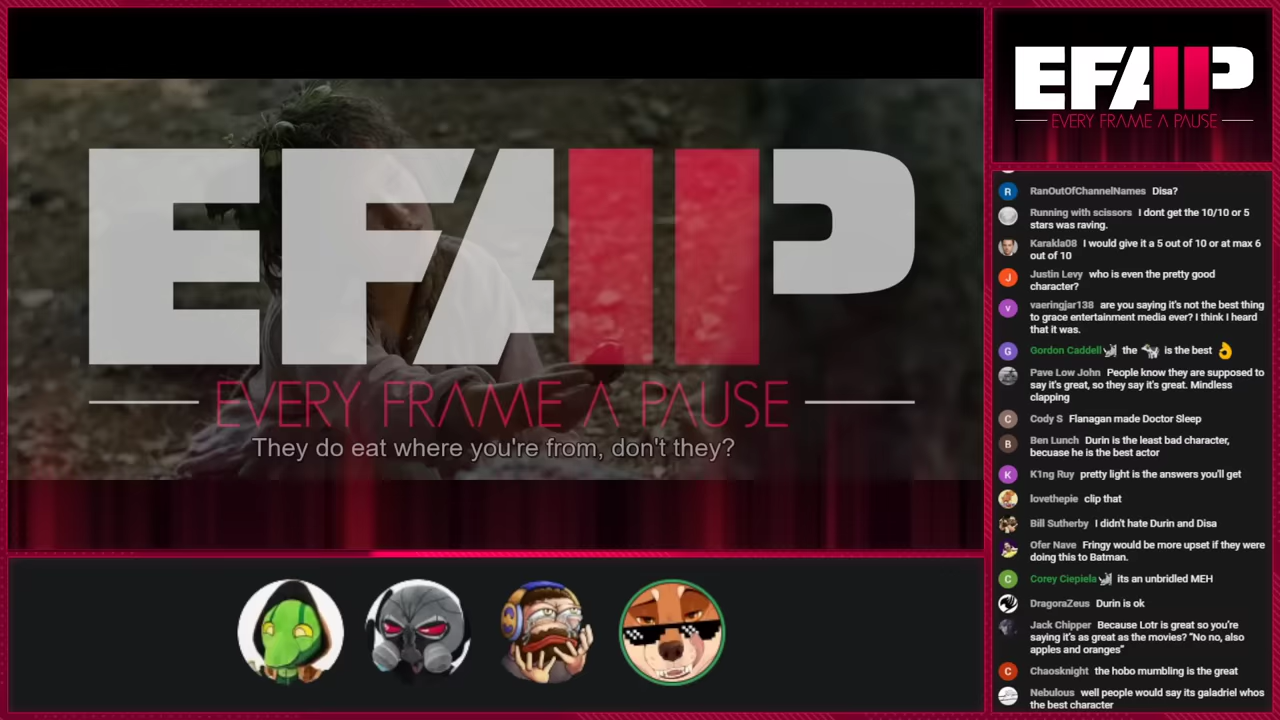 EFAP
EVERY FRAME A PAUSE
They do eat where you're from, don't they?
EFAP
EVERY FRAME A PAUSE
R RanOutOfChannelNames Disa?
Running with scissors I dont get the 10/10 or 5
stars was raving.
Karakla08 I would give it a 5 out of 10 or at max 6
out of 10
J Justin Levy who is even the pretty good
character?
v vaeringjar138 are you saying it's not the best thing
to grace entertainment media ever? I think I heard
that it was.
G Gordon Caddell the is the best
Pave Low John People know they are supposed to
say it's great, so they say it's great. Mindless
clapping
C Cody S Flanagan made Doctor Sleep
B Ben Lunch Durin is the least bad character,
becuase he is the best actor
K K1ng Ruy pretty light is the answers you'll get
lovethepie clip that
Bill Sutherby I didn't hate Durin and Disa
Ofer Nave Fringy would be more upset if they were
doing this to Batman.
C Corey Ciepiela its an unbridled MEH
DragoraZeus Durin is ok
Jack Chipper Because Lotr is great so you're
saying it's as great as the movies? "No no, also
apples and oranges"
C Chaosknight the hobo mumbling is the great
Nebulous well people would say its galadriel whos
the best character